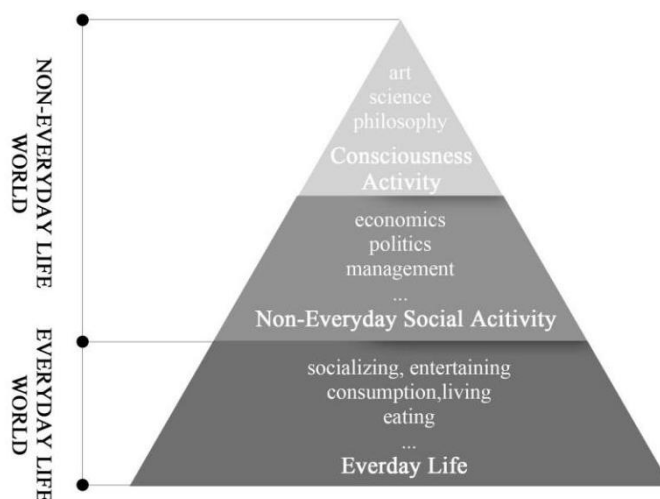 NON-EVERYDAY LIFE
WORLD
EVERYDAY LIFE
WORLD
art
science
philosophy
Consciousness
Activity
economics
politics
management
...
Non-Everyday Social Acitivity
socializing, entertaining
consumption,living
eating
...
Everday Life